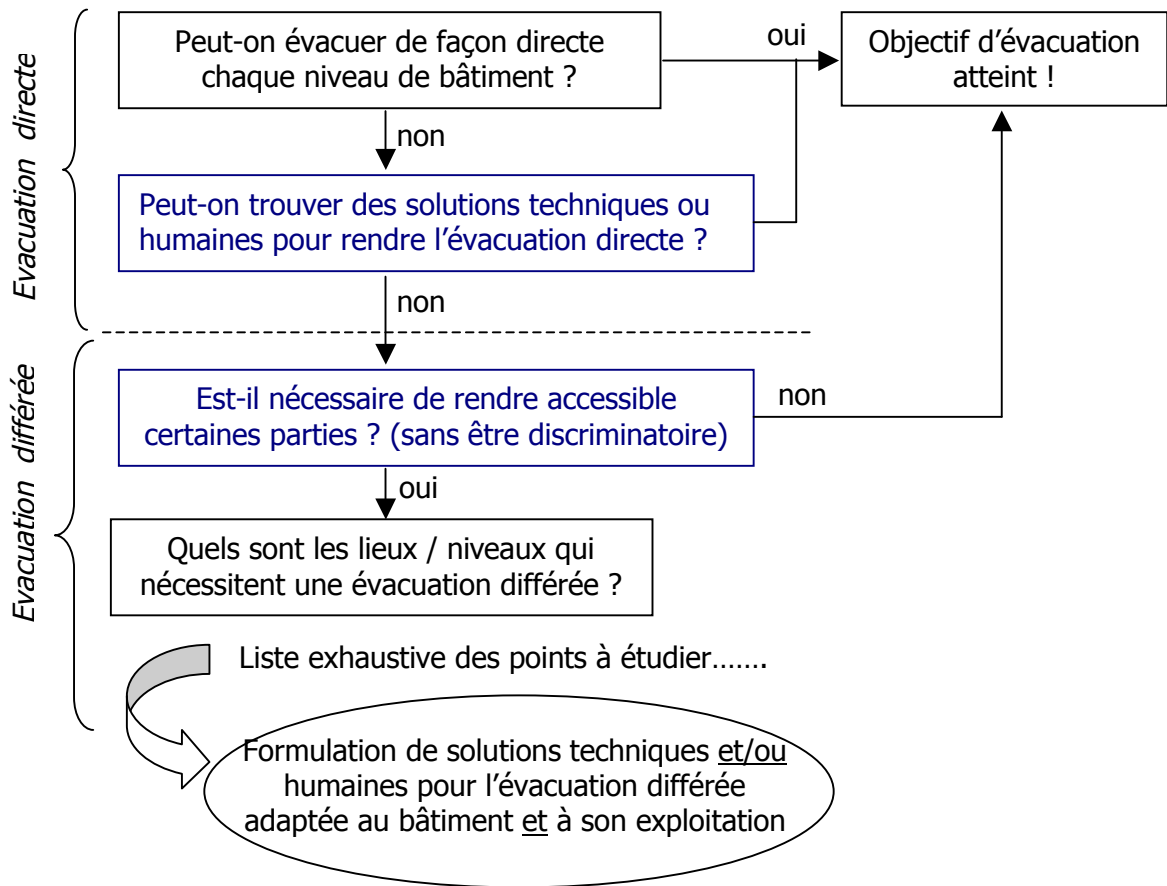 Evacuation directe
Peut-on évacuer de façon directe
chaque niveau de bâtiment ?
oui
Objectif d’évacuation
atteint !
non
Peut-on trouver des solutions techniques ou
humaines pour rendre l’évacuation directe ?
non
Evacuation différée
Est-il nécessaire de rendre accessible
certaines parties ? (sans être discriminatoire)
non
oui
Quels sont les lieux / niveaux qui
nécessitent une évacuation différée ?
Liste exhaustive des points à étudier.......
Formulation de solutions techniques et/ou
humaines pour l’évacuation différée
adaptée au bâtiment et à son exploitation